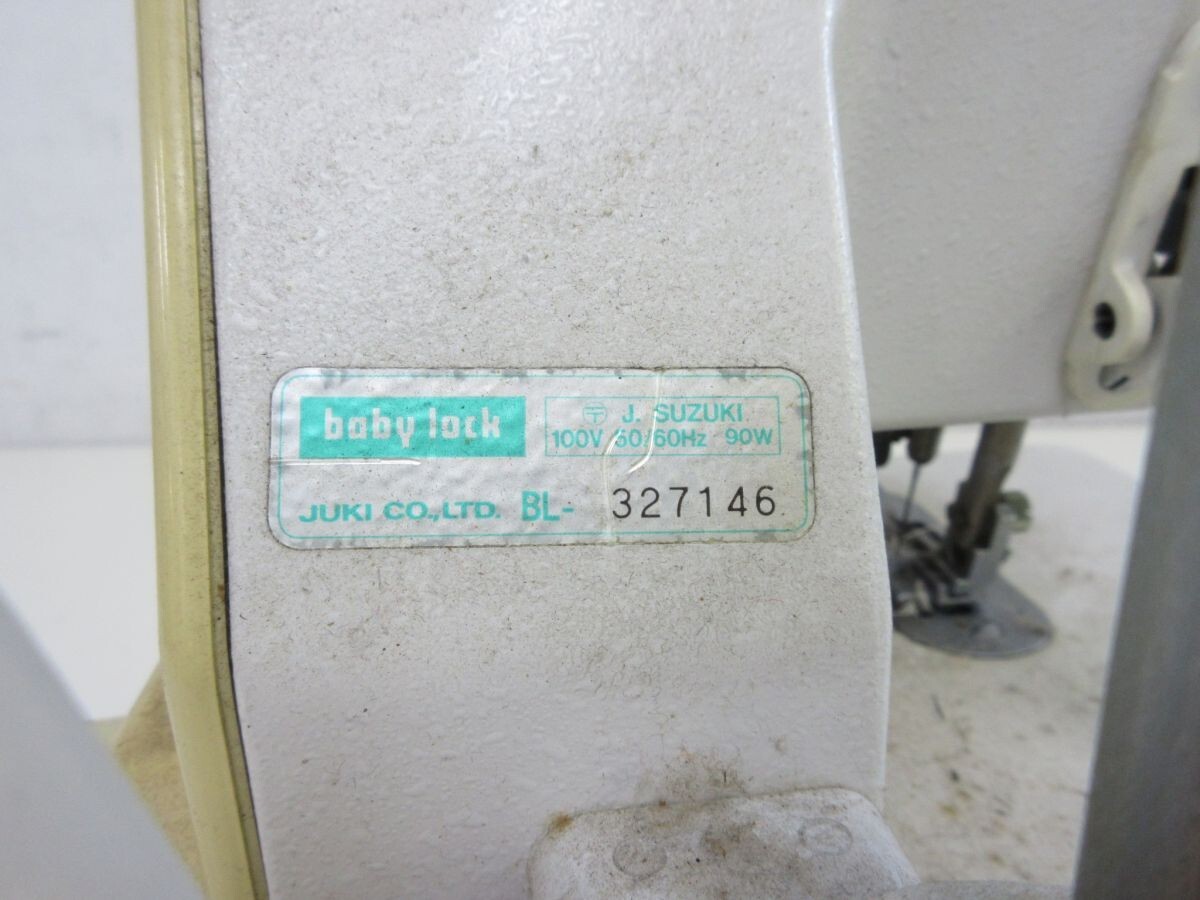 baby lock
〶 J. SUZUKI
100V 50/60Hz 90W
JUKI CO.,LTD. BL- 327146